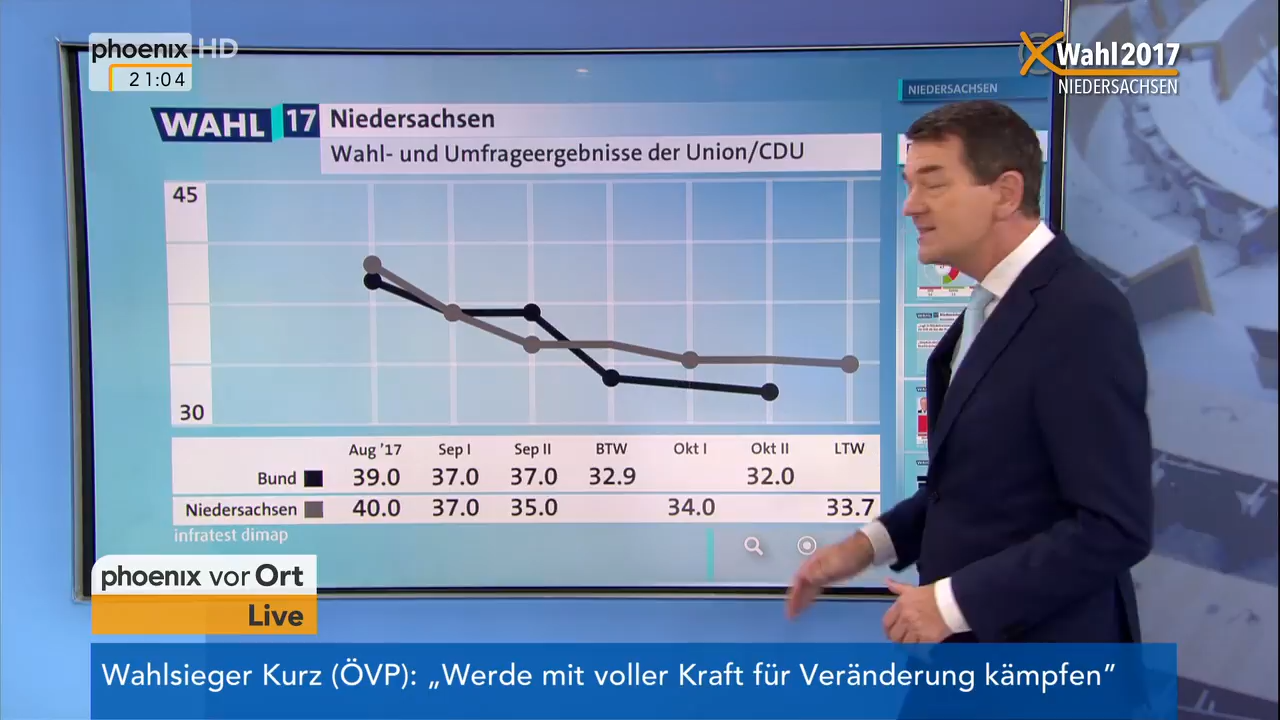 phoenix HD
21:04
Wahl2017
NIEDERSACHSEN
NIEDERSACHSEN
WAHL 17
Niedersachsen
Wahl- und Umfrageergebnisse der Union/CDU
45
30
Aug '17 Sep I Sep II BTW Okt I Okt II LTW
Bund 39.0 37.0 37.0 32.9 32.0
Niedersachsen 40.0 37.0 35.0 34.0 33.7
infratest dimap
phoenix vor Ort
Live
Wahlsieger Kurz (ÖVP): „Werde mit voller Kraft für Veränderung kämpfen”